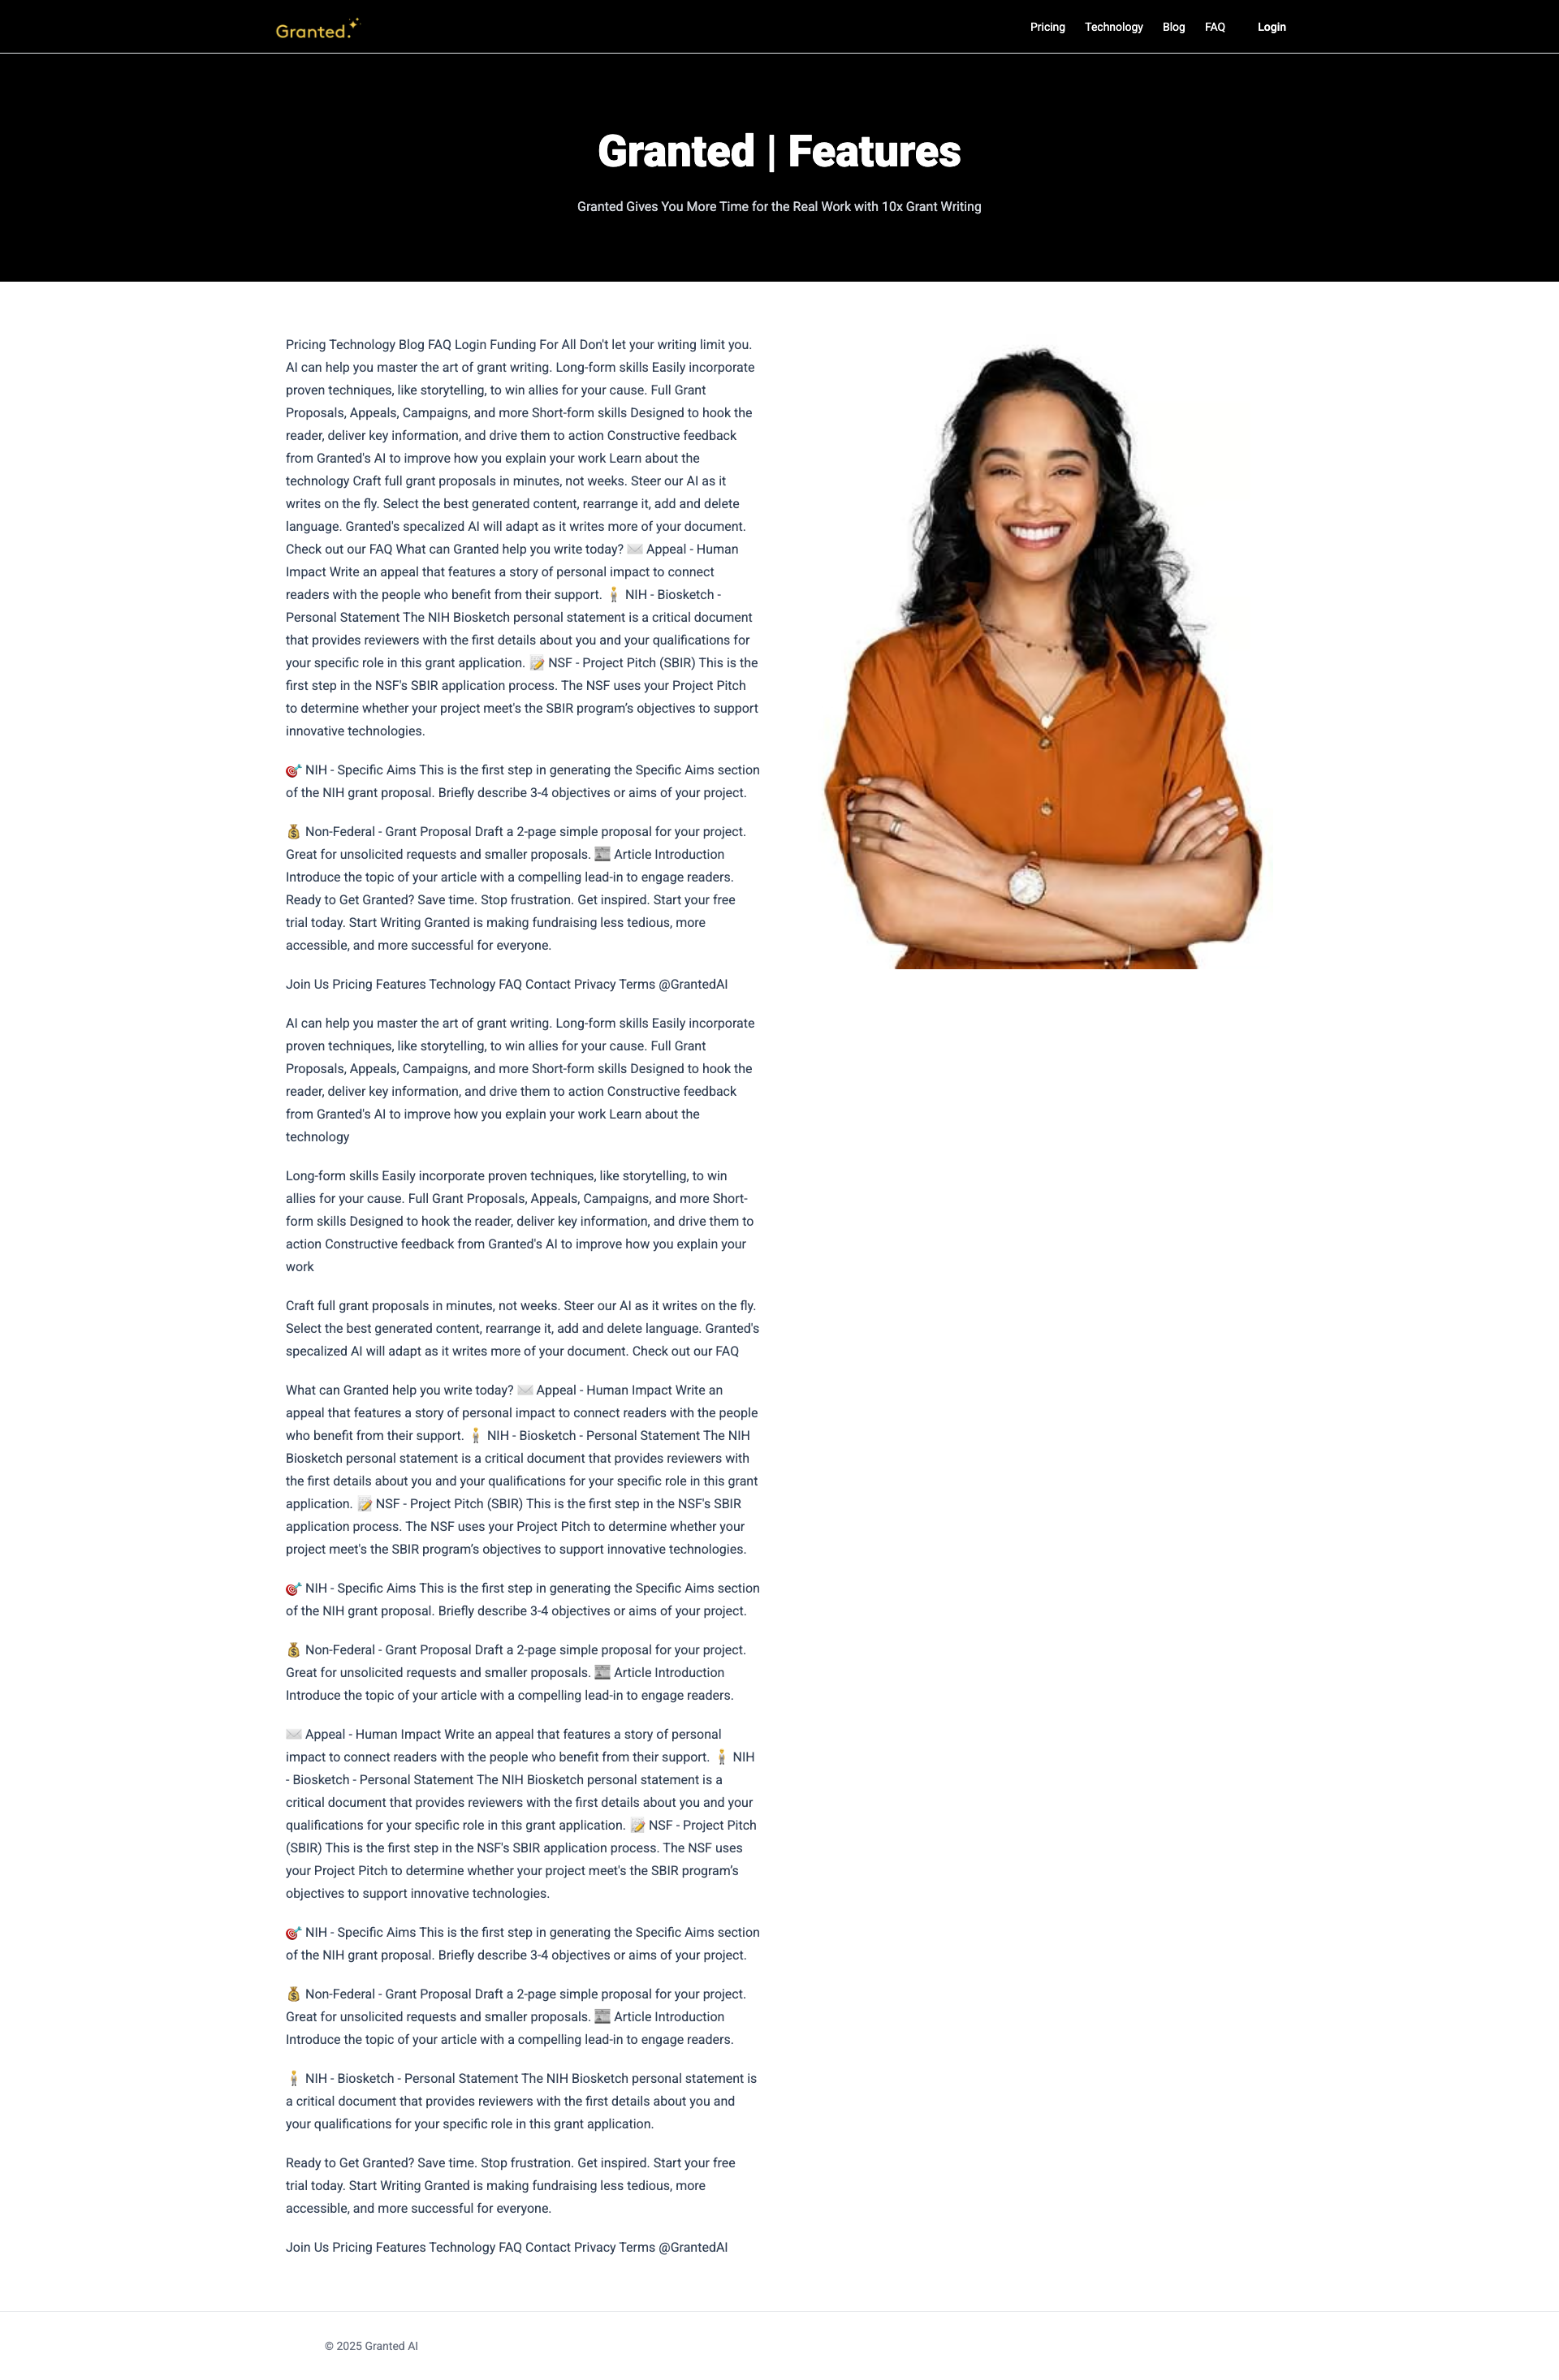 Granted.
Pricing Technology Blog FAQ Login
Granted | Features
Granted Gives You More Time for the Real Work with 10x Grant Writing
Pricing Technology Blog FAQ Login Funding For All Don't let your writing limit you.
AI can help you master the art of grant writing. Long-form skills Easily incorporate
proven techniques, like storytelling, to win allies for your cause. Full Grant
Proposals, Appeals, Campaigns, and more Short-form skills Designed to hook the
reader, deliver key information, and drive them to action Constructive feedback
from Granted's AI to improve how you explain your work Learn about the
technology Craft full grant proposals in minutes, not weeks. Steer our AI as it
writes on the fly. Select the best generated content, rearrange it, add and delete
language. Granted's specalized AI will adapt as it writes more of your document.
Check out our FAQ What can Granted help you write today? ✉️ Appeal - Human
Impact Write an appeal that features a story of personal impact to connect
readers with the people who benefit from their support. 🧍 NIH - Biosketch -
Personal Statement The NIH Biosketch personal statement is a critical document
that provides reviewers with the first details about you and your qualifications for
your specific role in this grant application. 📝 NSF - Project Pitch (SBIR) This is the
first step in the NSF's SBIR application process. The NSF uses your Project Pitch
to determine whether your project meet's the SBIR program’s objectives to support
innovative technologies.
🎯 NIH - Specific Aims This is the first step in generating the Specific Aims section
of the NIH grant proposal. Briefly describe 3-4 objectives or aims of your project.
💰 Non-Federal - Grant Proposal Draft a 2-page simple proposal for your project.
Great for unsolicited requests and smaller proposals. 📰 Article Introduction
Introduce the topic of your article with a compelling lead-in to engage readers.
Ready to Get Granted? Save time. Stop frustration. Get inspired. Start your free
trial today. Start Writing Granted is making fundraising less tedious, more
accessible, and more successful for everyone.
Join Us Pricing Features Technology FAQ Contact Privacy Terms @GrantedAI
AI can help you master the art of grant writing. Long-form skills Easily incorporate
proven techniques, like storytelling, to win allies for your cause. Full Grant
Proposals, Appeals, Campaigns, and more Short-form skills Designed to hook the
reader, deliver key information, and drive them to action Constructive feedback
from Granted's AI to improve how you explain your work Learn about the
technology
Long-form skills Easily incorporate proven techniques, like storytelling, to win
allies for your cause. Full Grant Proposals, Appeals, Campaigns, and more Short-
form skills Designed to hook the reader, deliver key information, and drive them to
action Constructive feedback from Granted's AI to improve how you explain your
work
Craft full grant proposals in minutes, not weeks. Steer our AI as it writes on the fly.
Select the best generated content, rearrange it, add and delete language. Granted's
specalized AI will adapt as it writes more of your document. Check out our FAQ
What can Granted help you write today? ✉️ Appeal - Human Impact Write an
appeal that features a story of personal impact to connect readers with the people
who benefit from their support. 🧍 NIH - Biosketch - Personal Statement The NIH
Biosketch personal statement is a critical document that provides reviewers with
the first details about you and your qualifications for your specific role in this grant
application. 📝 NSF - Project Pitch (SBIR) This is the first step in the NSF's SBIR
application process. The NSF uses your Project Pitch to determine whether your
project meet's the SBIR program’s objectives to support innovative technologies.
🎯 NIH - Specific Aims This is the first step in generating the Specific Aims section
of the NIH grant proposal. Briefly describe 3-4 objectives or aims of your project.
💰 Non-Federal - Grant Proposal Draft a 2-page simple proposal for your project.
Great for unsolicited requests and smaller proposals. 📰 Article Introduction
Introduce the topic of your article with a compelling lead-in to engage readers.
✉️ Appeal - Human Impact Write an appeal that features a story of personal
impact to connect readers with the people who benefit from their support. 🧍 NIH
- Biosketch - Personal Statement The NIH Biosketch personal statement is a
critical document that provides reviewers with the first details about you and your
qualifications for your specific role in this grant application. 📝 NSF - Project Pitch
(SBIR) This is the first step in the NSF's SBIR application process. The NSF uses
your Project Pitch to determine whether your project meet's the SBIR program’s
objectives to support innovative technologies.
🎯 NIH - Specific Aims This is the first step in generating the Specific Aims section
of the NIH grant proposal. Briefly describe 3-4 objectives or aims of your project.
💰 Non-Federal - Grant Proposal Draft a 2-page simple proposal for your project.
Great for unsolicited requests and smaller proposals. 📰 Article Introduction
Introduce the topic of your article with a compelling lead-in to engage readers.
🧍 NIH - Biosketch - Personal Statement The NIH Biosketch personal statement is
a critical document that provides reviewers with the first details about you and
your qualifications for your specific role in this grant application.
Ready to Get Granted? Save time. Stop frustration. Get inspired. Start your free
trial today. Start Writing Granted is making fundraising less tedious, more
accessible, and more successful for everyone.
Join Us Pricing Features Technology FAQ Contact Privacy Terms @GrantedAI
© 2025 Granted AI